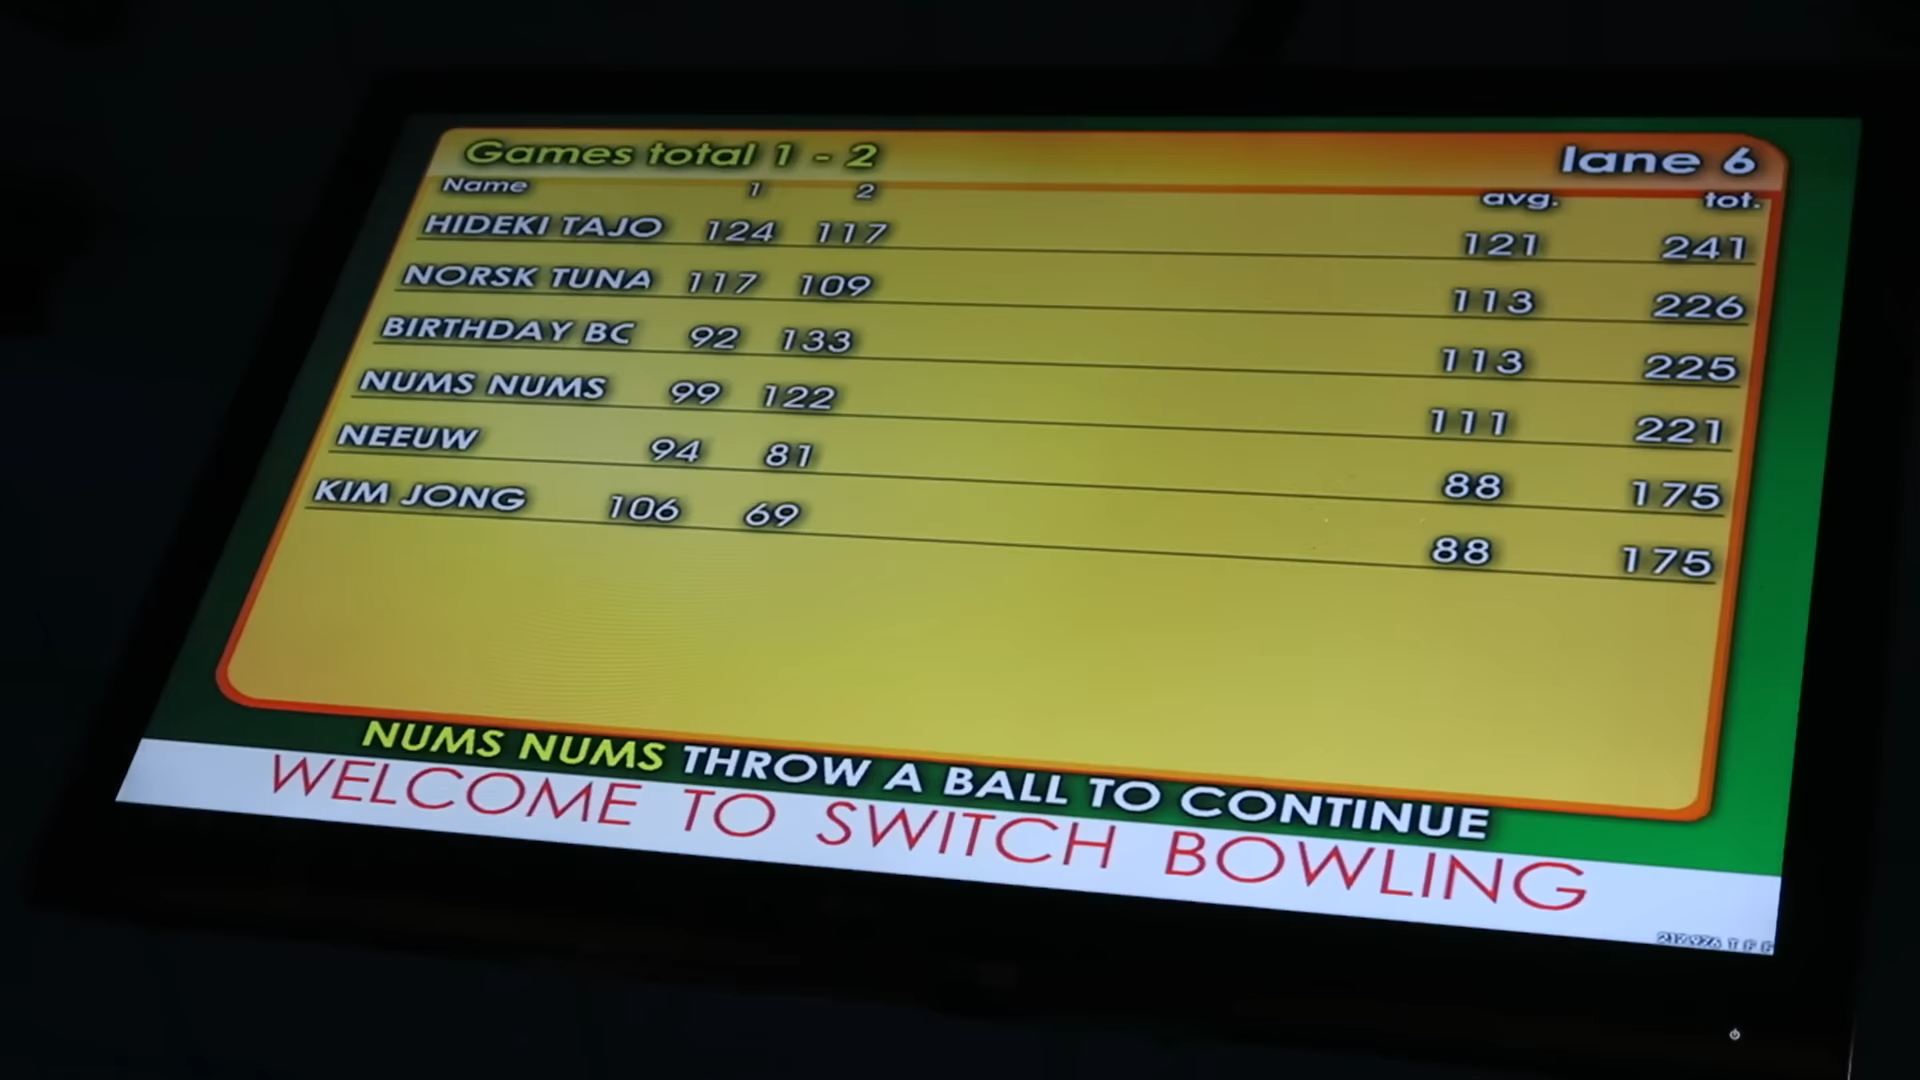 Games total 1 - 2 lane 6
Name 1 2 avg. tot.
HIDEKI TAJO 124 117 121 241
NORSK TUNA 117 109 113 226
BIRTHDAY BC 92 133 113 225
NUMS NUMS 99 122 111 221
NEEUW 94 81 88 175
KIM JONG 106 69 88 175
NUMS NUMS THROW A BALL TO CONTINUE
WELCOME TO SWITCH BOWLING